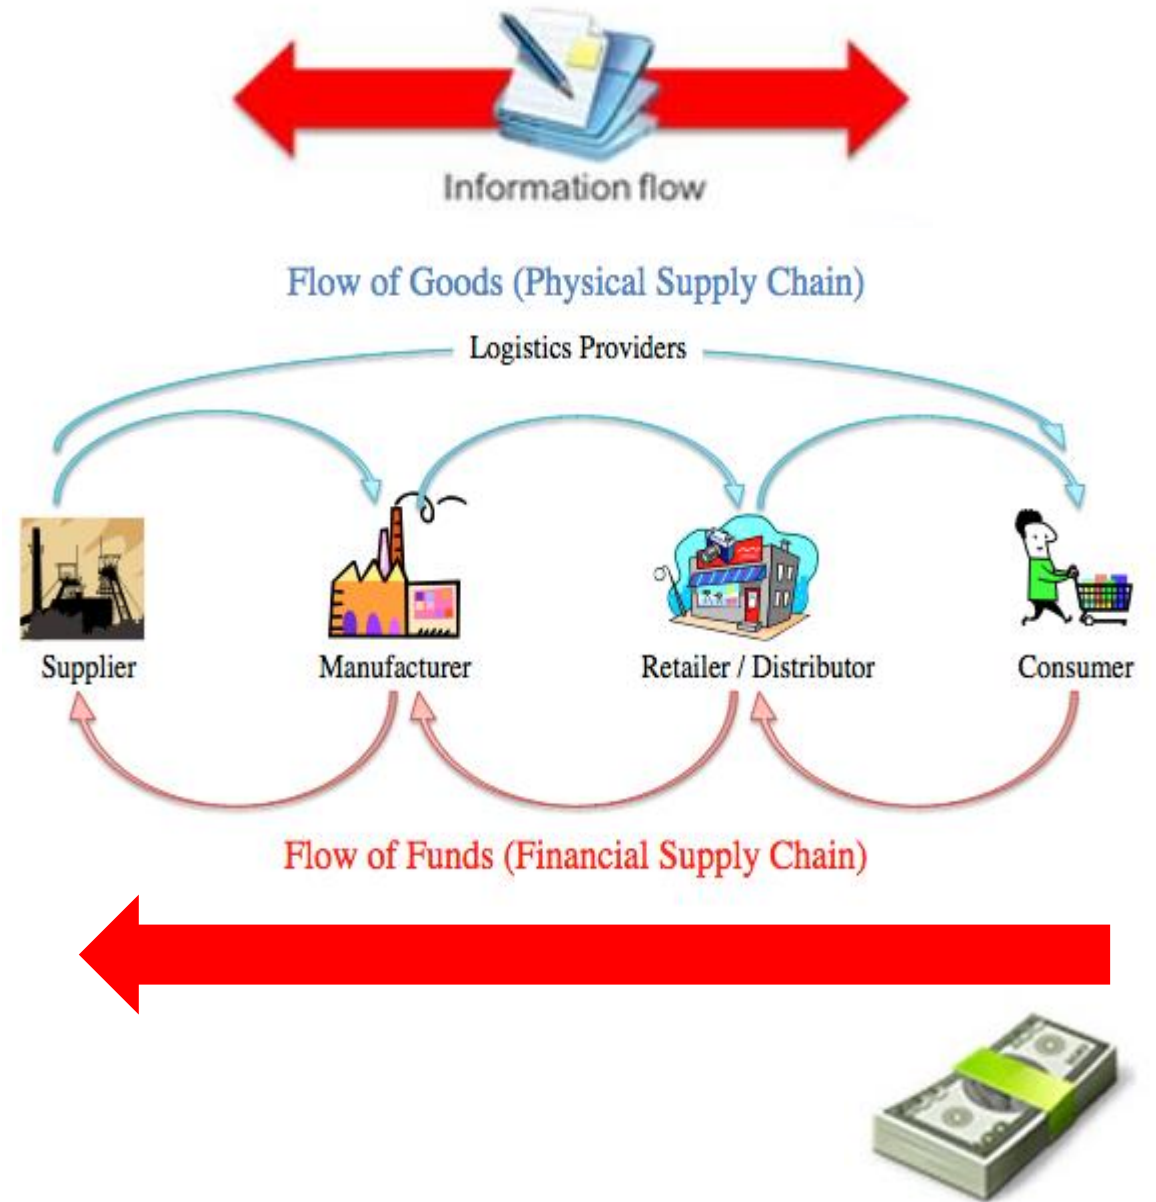 Information flow
Flow of Goods (Physical Supply Chain)
Logistics Providers
Supplier
Manufacturer
Retailer / Distributor
Consumer
Flow of Funds (Financial Supply Chain)